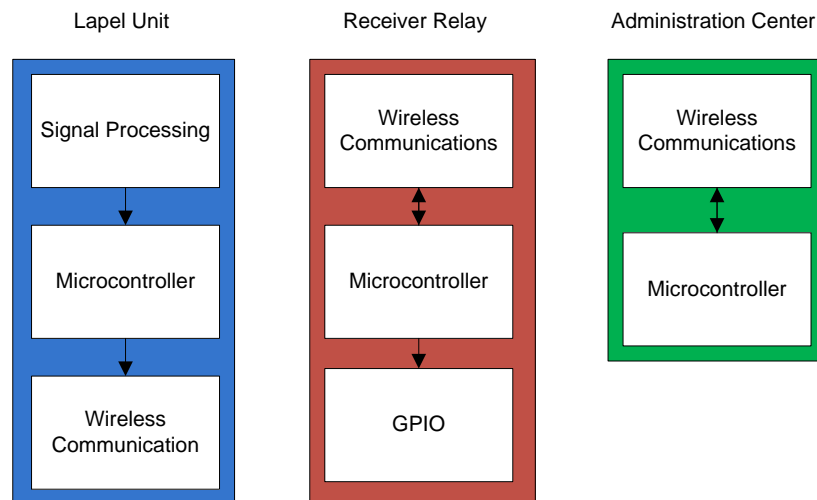 Lapel Unit
Receiver Relay
Administration Center
Signal Processing
Microcontroller
Wireless
Communication
Wireless
Communications
Microcontroller
GPIO
Wireless
Communications
Microcontroller